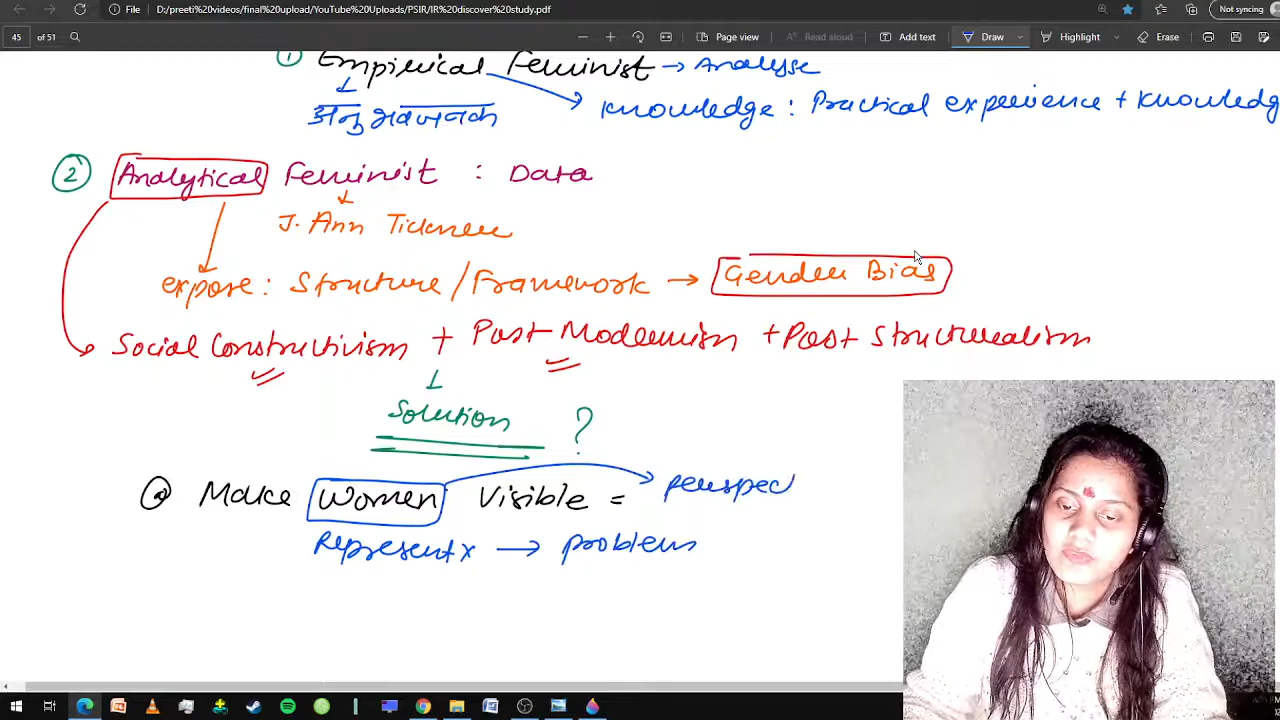 File | D:/preeti%20videos/final%20upload/YouTube%20Uploads/PSIR/IR%20discover%20study.pdf
Not syncing
45 of 51
Page view
Read aloud
Add text
Draw
Highlight
Erase
① Empirical Feminist → Analyse
अनुभवजनक
Knowledge : Practical experience + Knowledg
② Analytical Feminist : Data
J. Ann Tickner
expose : Structure / Framework → Gender Bias
Social Constructivism + Post-Modernism + Post Structuralism
Solution ?
ⓐ Make Women Visible = perspec
Represent x → problem